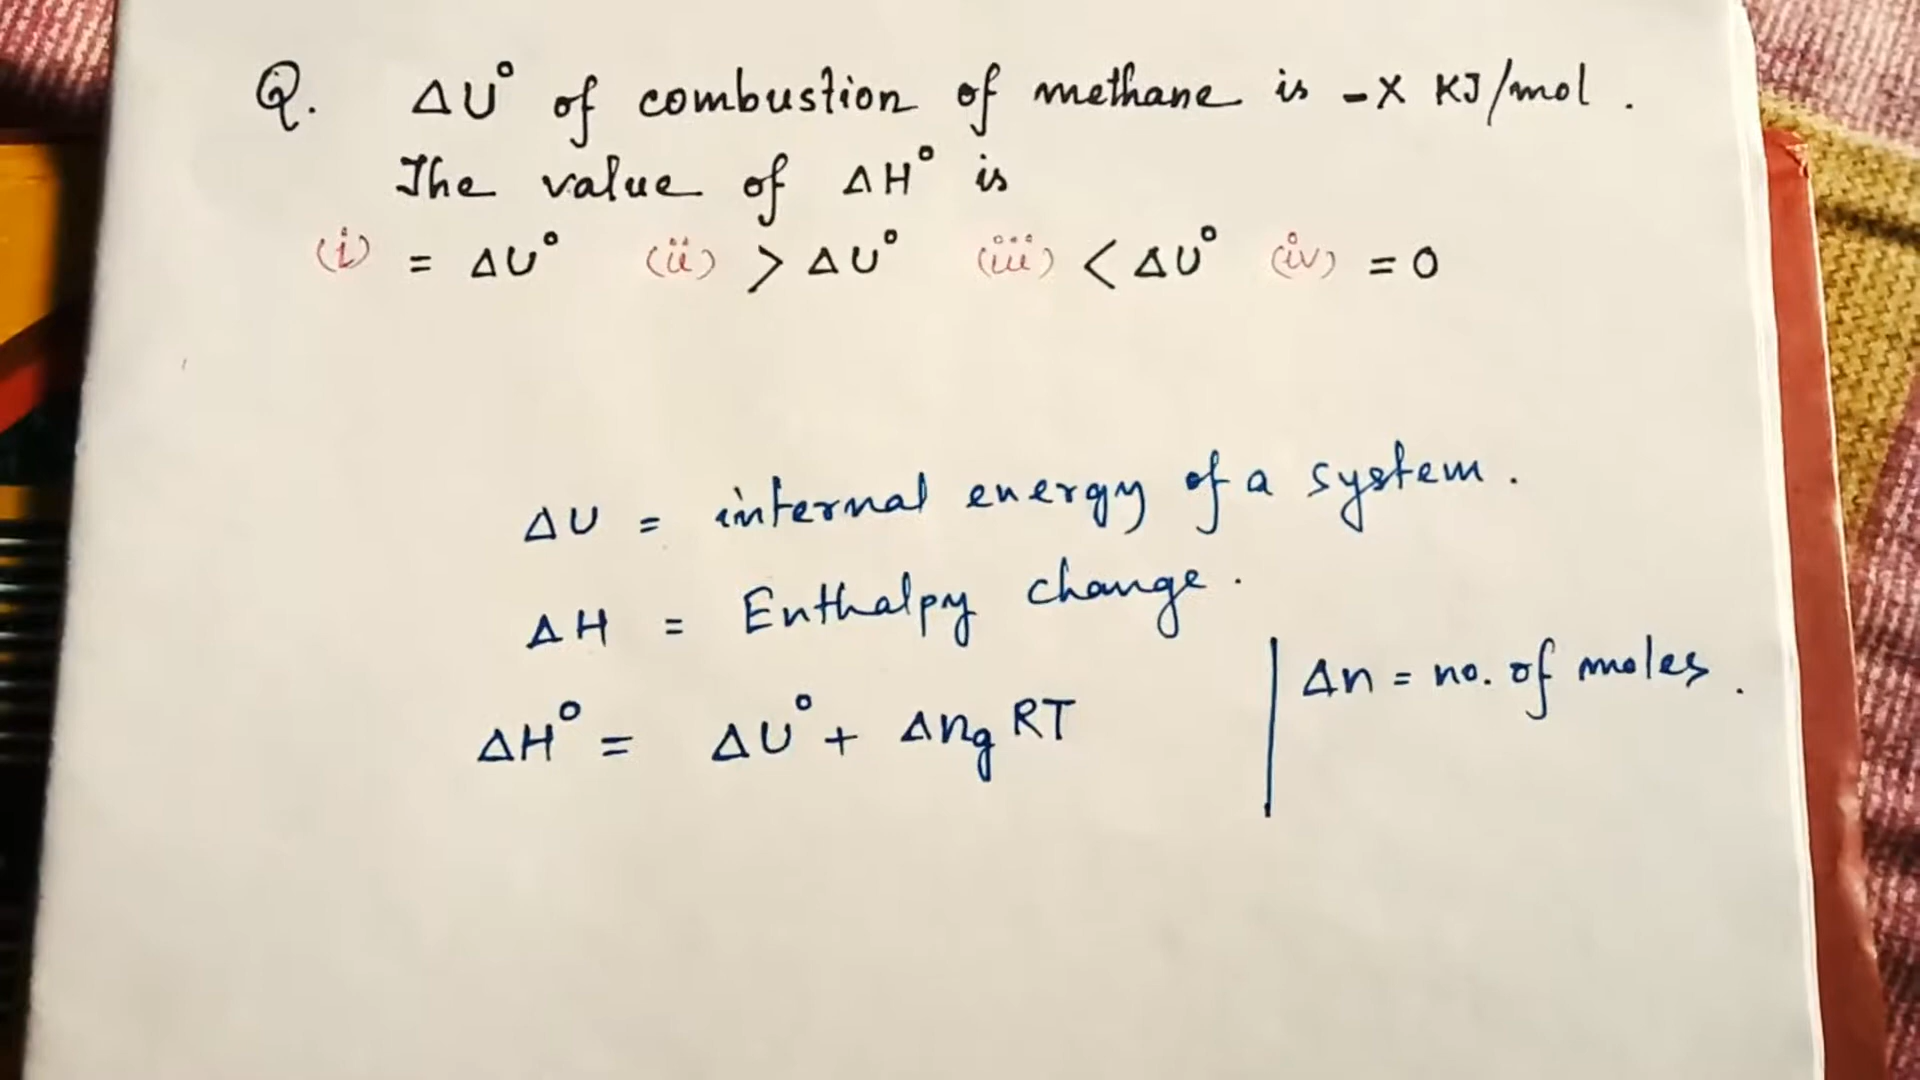 Q. ΔU° of combustion of methane is -X KJ/mol.
The value of ΔH° is
(i) = ΔU° (ii) > ΔU° (iii) < ΔU° (iv) = 0
ΔU = internal energy of a system.
ΔH = Enthalpy change.
ΔH° = ΔU° + Δng RT
Δn = no. of moles.